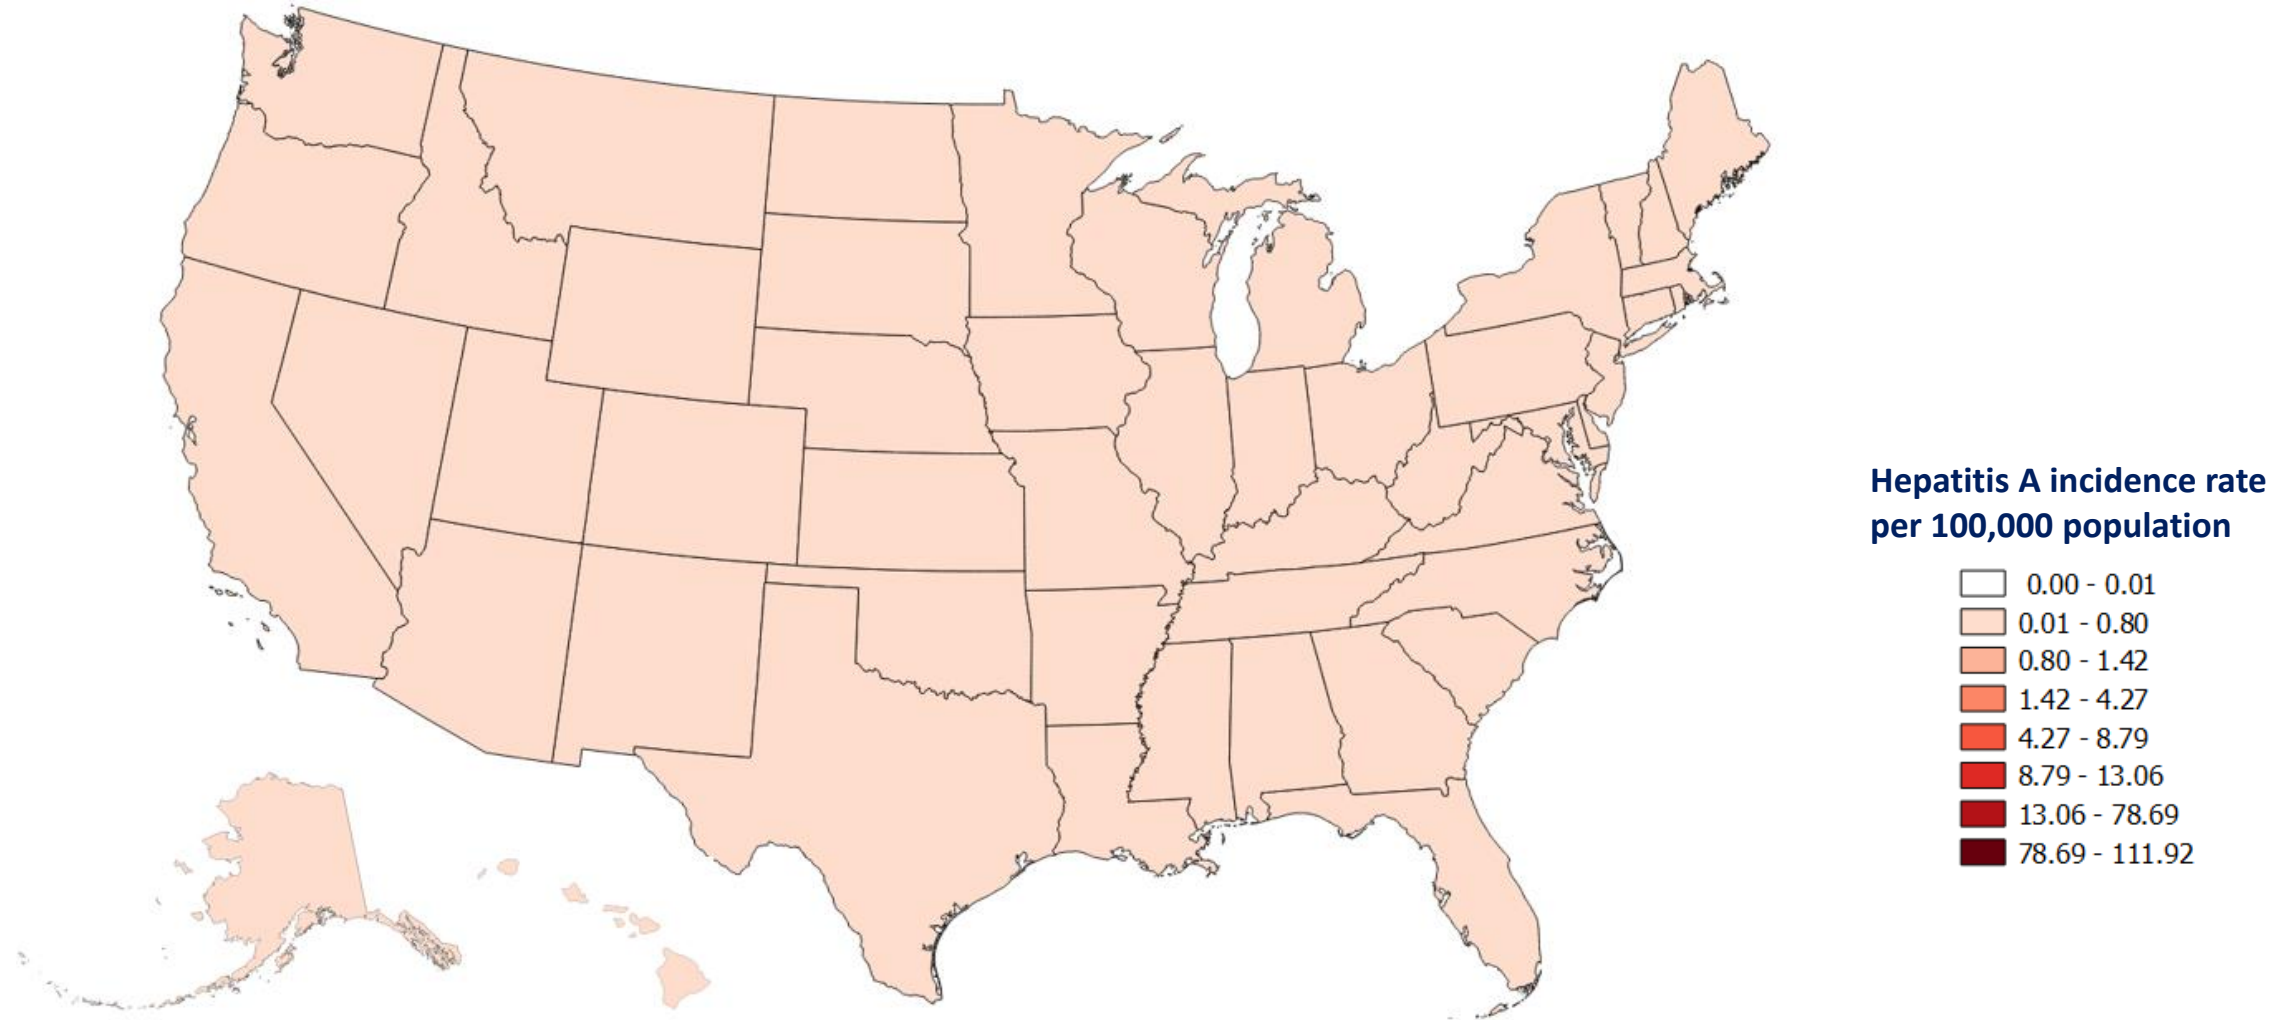 Hepatitis A incidence rate
per 100,000 population
0.00 - 0.01
0.01 - 0.80
0.80 - 1.42
1.42 - 4.27
4.27 - 8.79
8.79 - 13.06
13.06 - 78.69
78.69 - 111.92